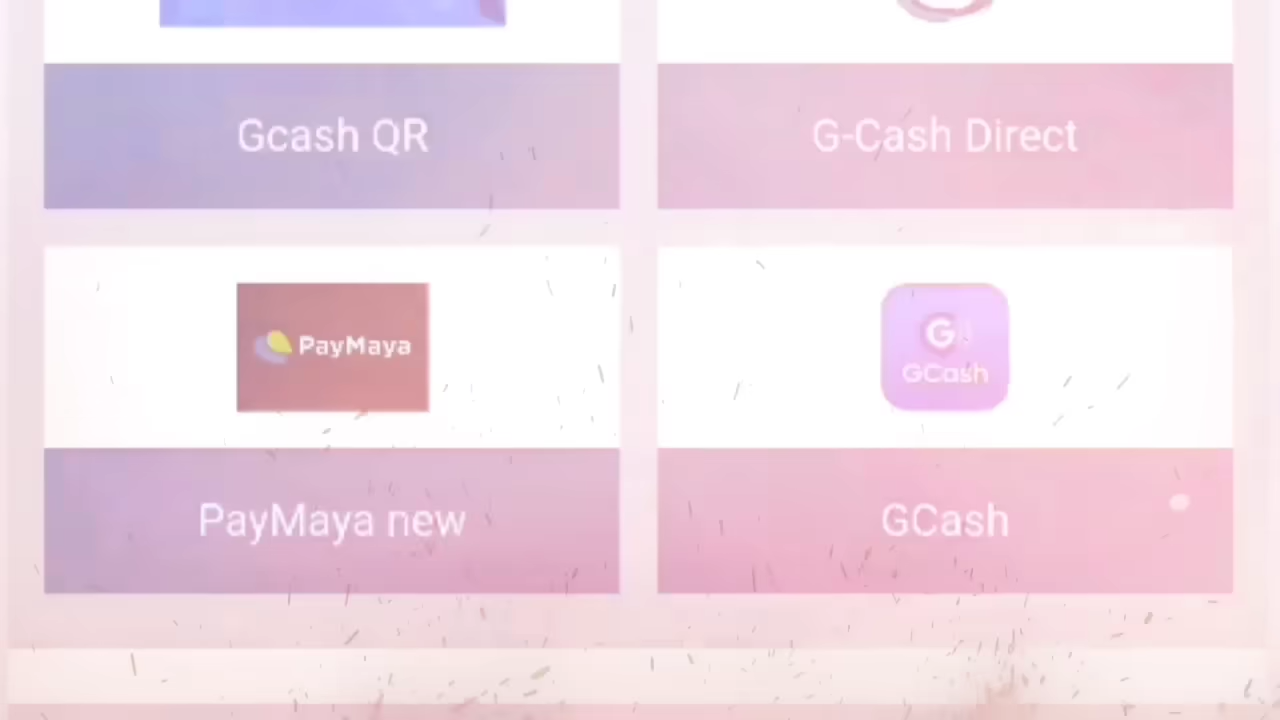 Gcash QR
G-Cash Direct
PayMaya
G
GCash
PayMaya new
GCash